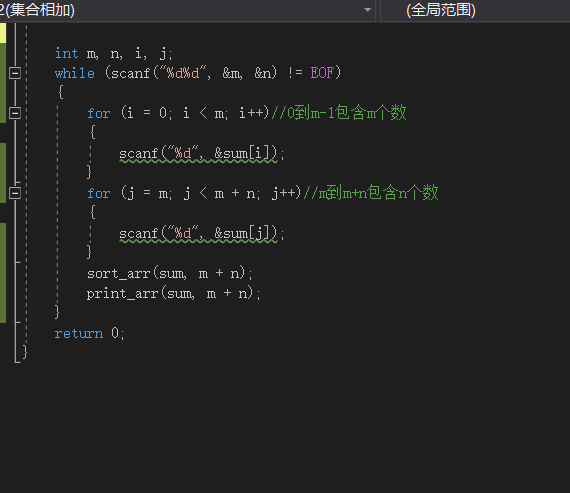 2(集合相加)
(全局范围)
int m, n, i, j;
while (scanf("%d%d", &m, &n) != EOF)
{
for (i = 0; i < m; i++)//0到m-1包含m个数
{
scanf("%d", &sum[i]);
}
for (j = m; j < m + n; j++)//m到m+n包含n个数
{
scanf("%d", &sum[j]);
}
sort_arr(sum, m + n);
print_arr(sum, m + n);
}
return 0;
}